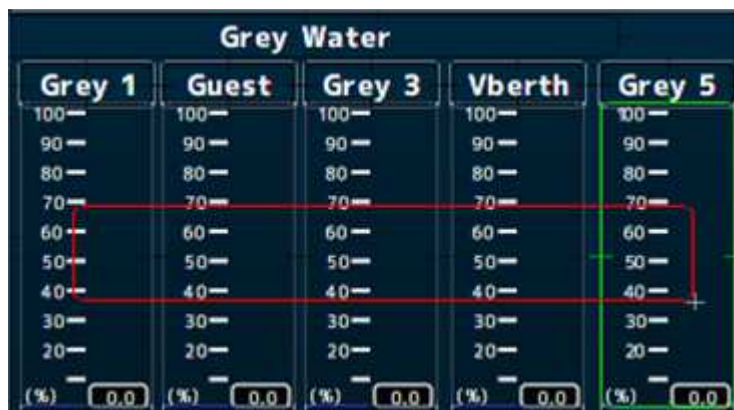 Grey Water
Grey 1 Guest Grey 3 Vberth Grey 5
100 100 100 100 100
90 90 90 90 90
80 80 80 80 80
70 70 70 70 70
60 60 60 60 60
50 50 50 50 50
40 40 40 40 40
30 30 30 30 30
20 20 20 20 20
(%) 0.0 (%) 0.0 (%) 0.0 (%) 0.0 (%) 0.0